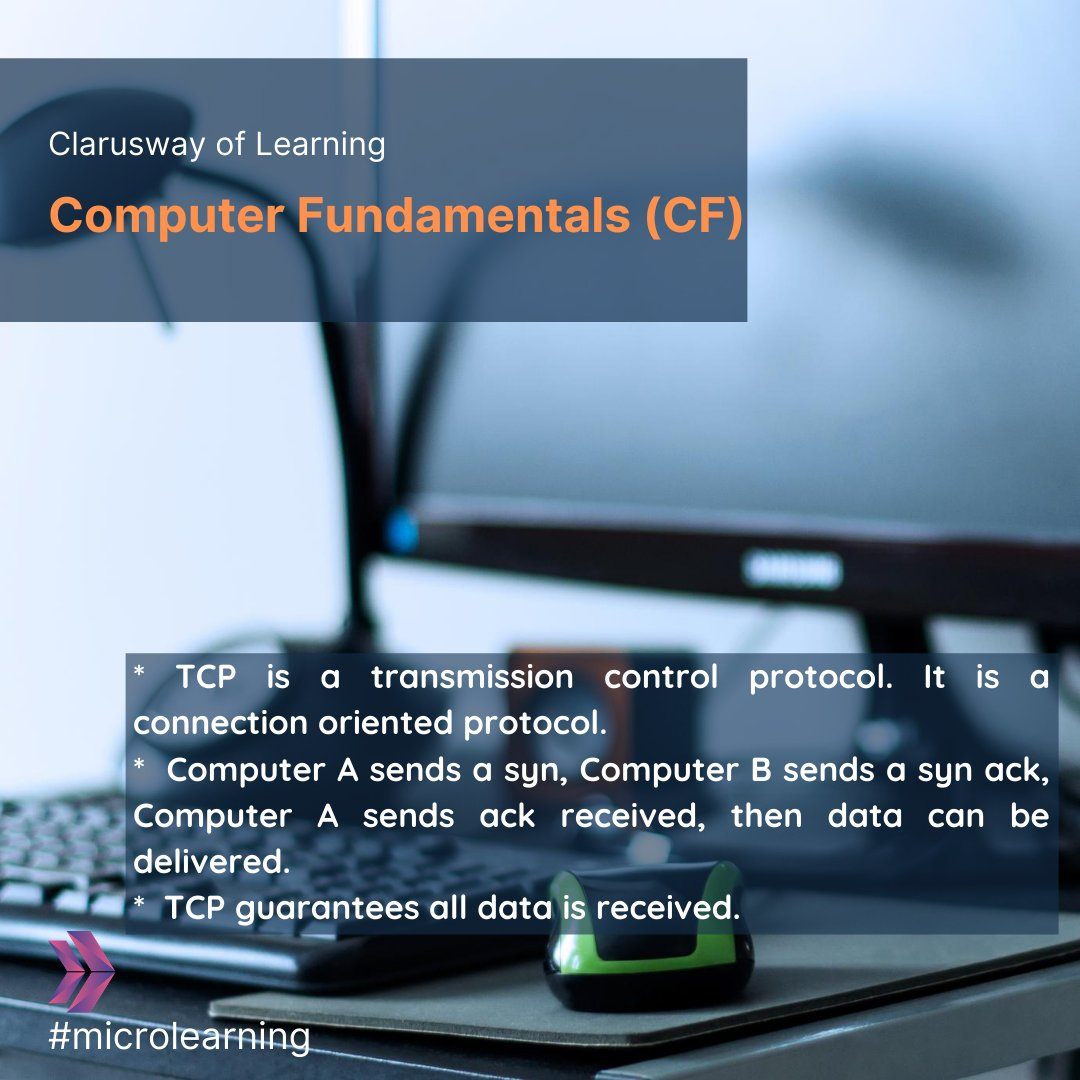 Clarusway of Learning
Computer Fundamentals (CF)
* TCP is a transmission control protocol. It is a
connection oriented protocol.
* Computer A sends a syn, Computer B sends a syn ack,
Computer A sends ack received, then data can be
delivered.
* TCP guarantees all data is received.
#microlearning